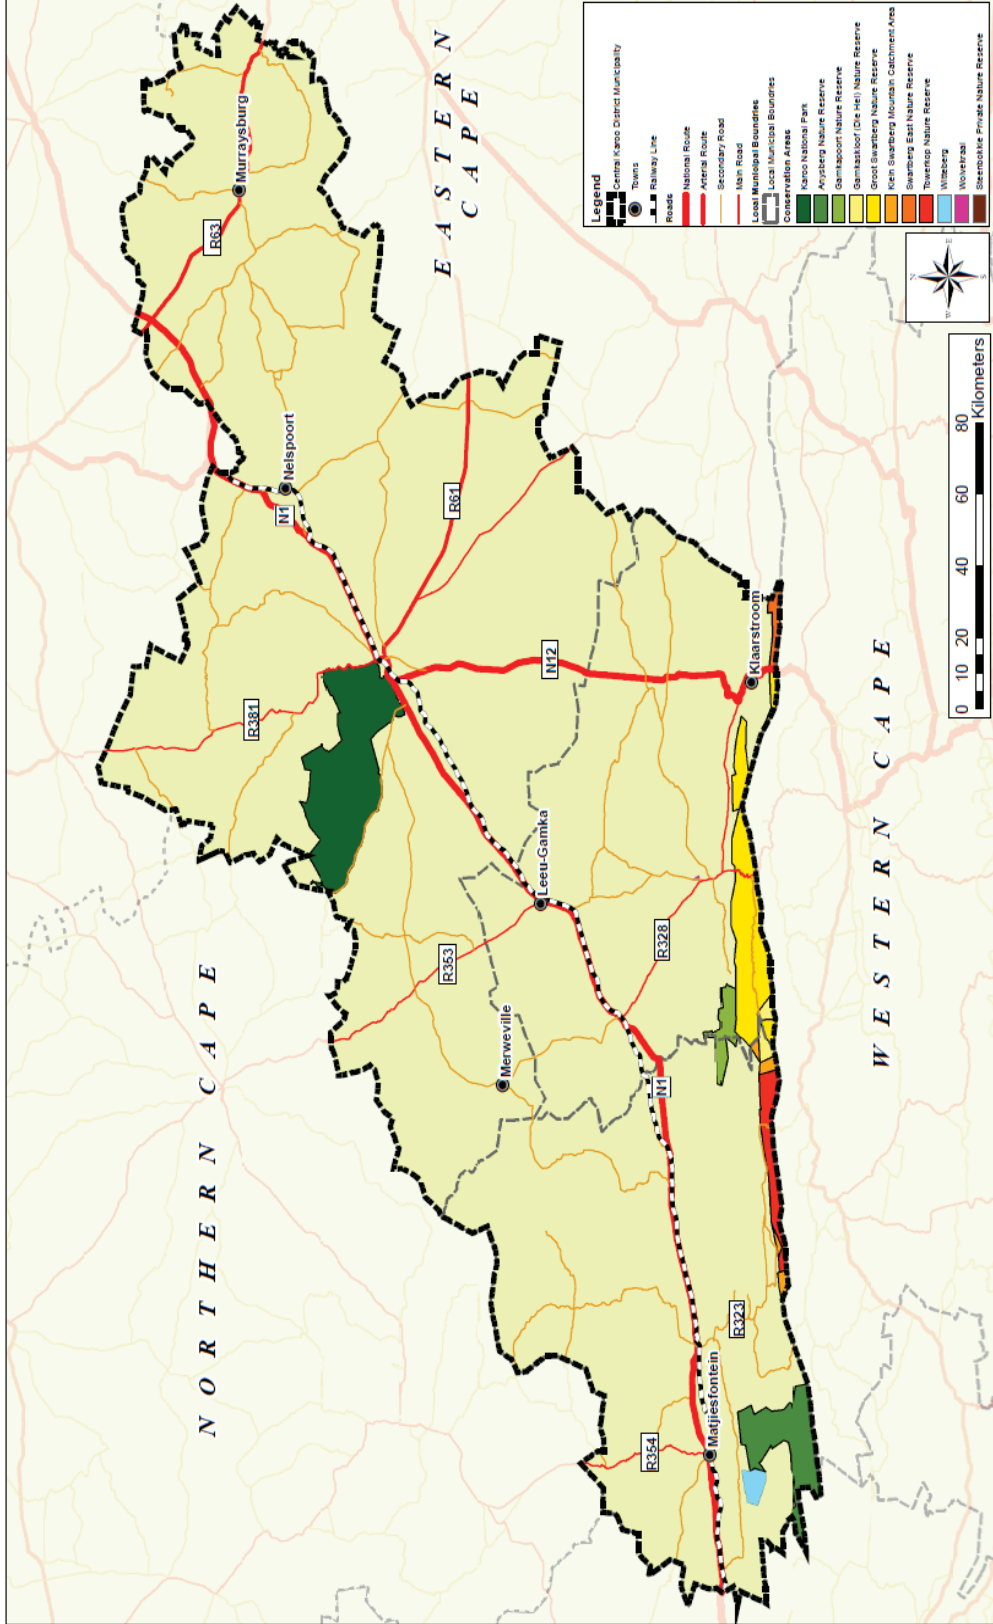 NORTHERN CAPE
EASTERN
CAPE
WESTERN CAPE
Murraysburg
R63
Nelspoort
N1
R61
R381
N12
Klaarstroom
Leeu-Gamka
R353
R328
Merweville
N1
R323
Matjiesfontein
R354
Legend
Central Karoo District Municipality
Towns
Railway Line
Roads
National Route
Arterial Route
Secondary Road
Main Road
Local Municipal Boundries
Local Municipal Boundries
Conservation Areas
Karoo National Park
Anysberg Nature Reserve
Gamkapoort Nature Reserve
Gamkaskloof (Die Hel) Nature Reserve
Groot Swartberg Nature Reserve
Klein Swartberg Mountain Catchment Area
Swartberg East Nature Reserve
Towerkop Nature Reserve
Witteberg
Wolvekraal
Steenbokkie Private Nature Reserve
N
W E
S
0 10 20 40 60 80
Kilometers